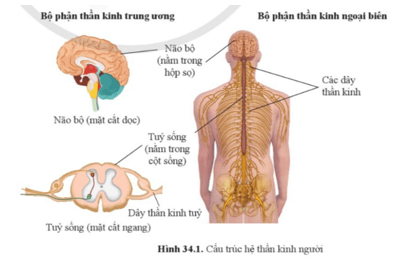 Bộ phận thần kinh trung ương
Bộ phận thần kinh ngoại biên
Não bộ
(nằm trong
hộp sọ)
Các dây
thần kinh
Não bộ (mặt cắt dọc)
Tuỷ sống
(nằm trong
cột sống)
Dây thần kinh tuỷ
Tuỷ sống (mặt cắt ngang)
Hình 34.1. Cấu trúc hệ thần kinh người